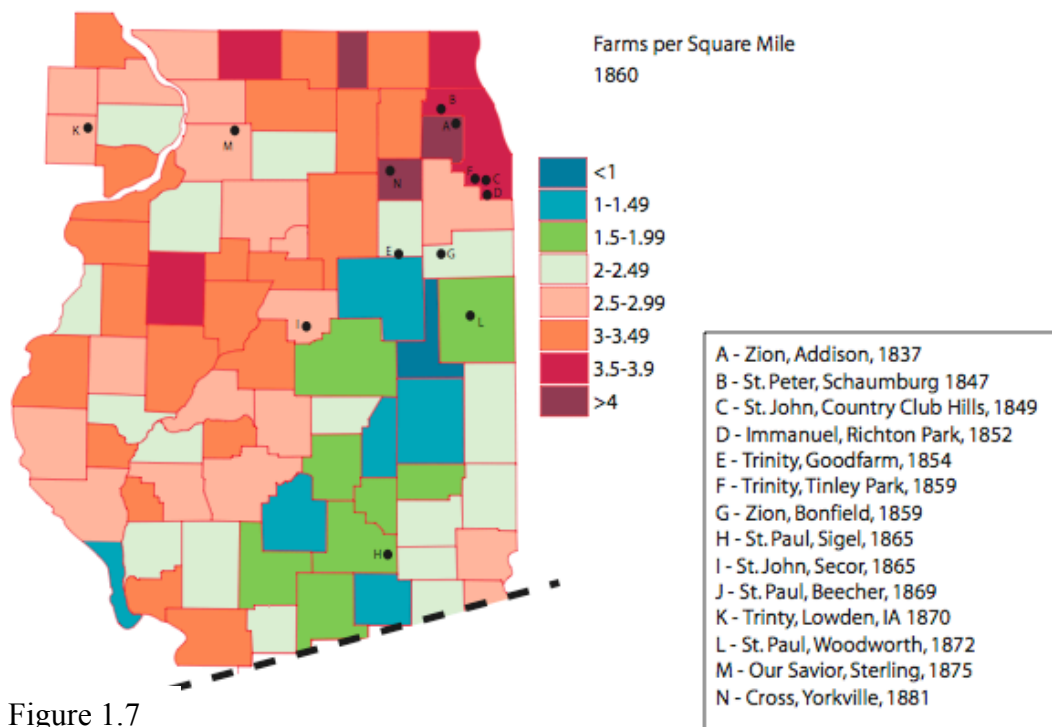 Farms per Square Mile
1860
B
A
K
M
N
F
C
D
E
G
I
L
H
<1
1-1.49
1.5-1.99
2-2.49
2.5-2.99
3-3.49
3.5-3.9
>4
A - Zion, Addison, 1837
B - St. Peter, Schaumburg 1847
C - St. John, Country Club Hills, 1849
D - Immanuel, Richton Park, 1852
E - Trinity, Goodfarm, 1854
F - Trinity, Tinley Park, 1859
G - Zion, Bonfield, 1859
H - St. Paul, Sigel, 1865
I - St. John, Secor, 1865
J - St. Paul, Beecher, 1869
K - Trinty, Lowden, IA 1870
L - St. Paul, Woodworth, 1872
M - Our Savior, Sterling, 1875
N - Cross, Yorkville, 1881
Figure 1.7